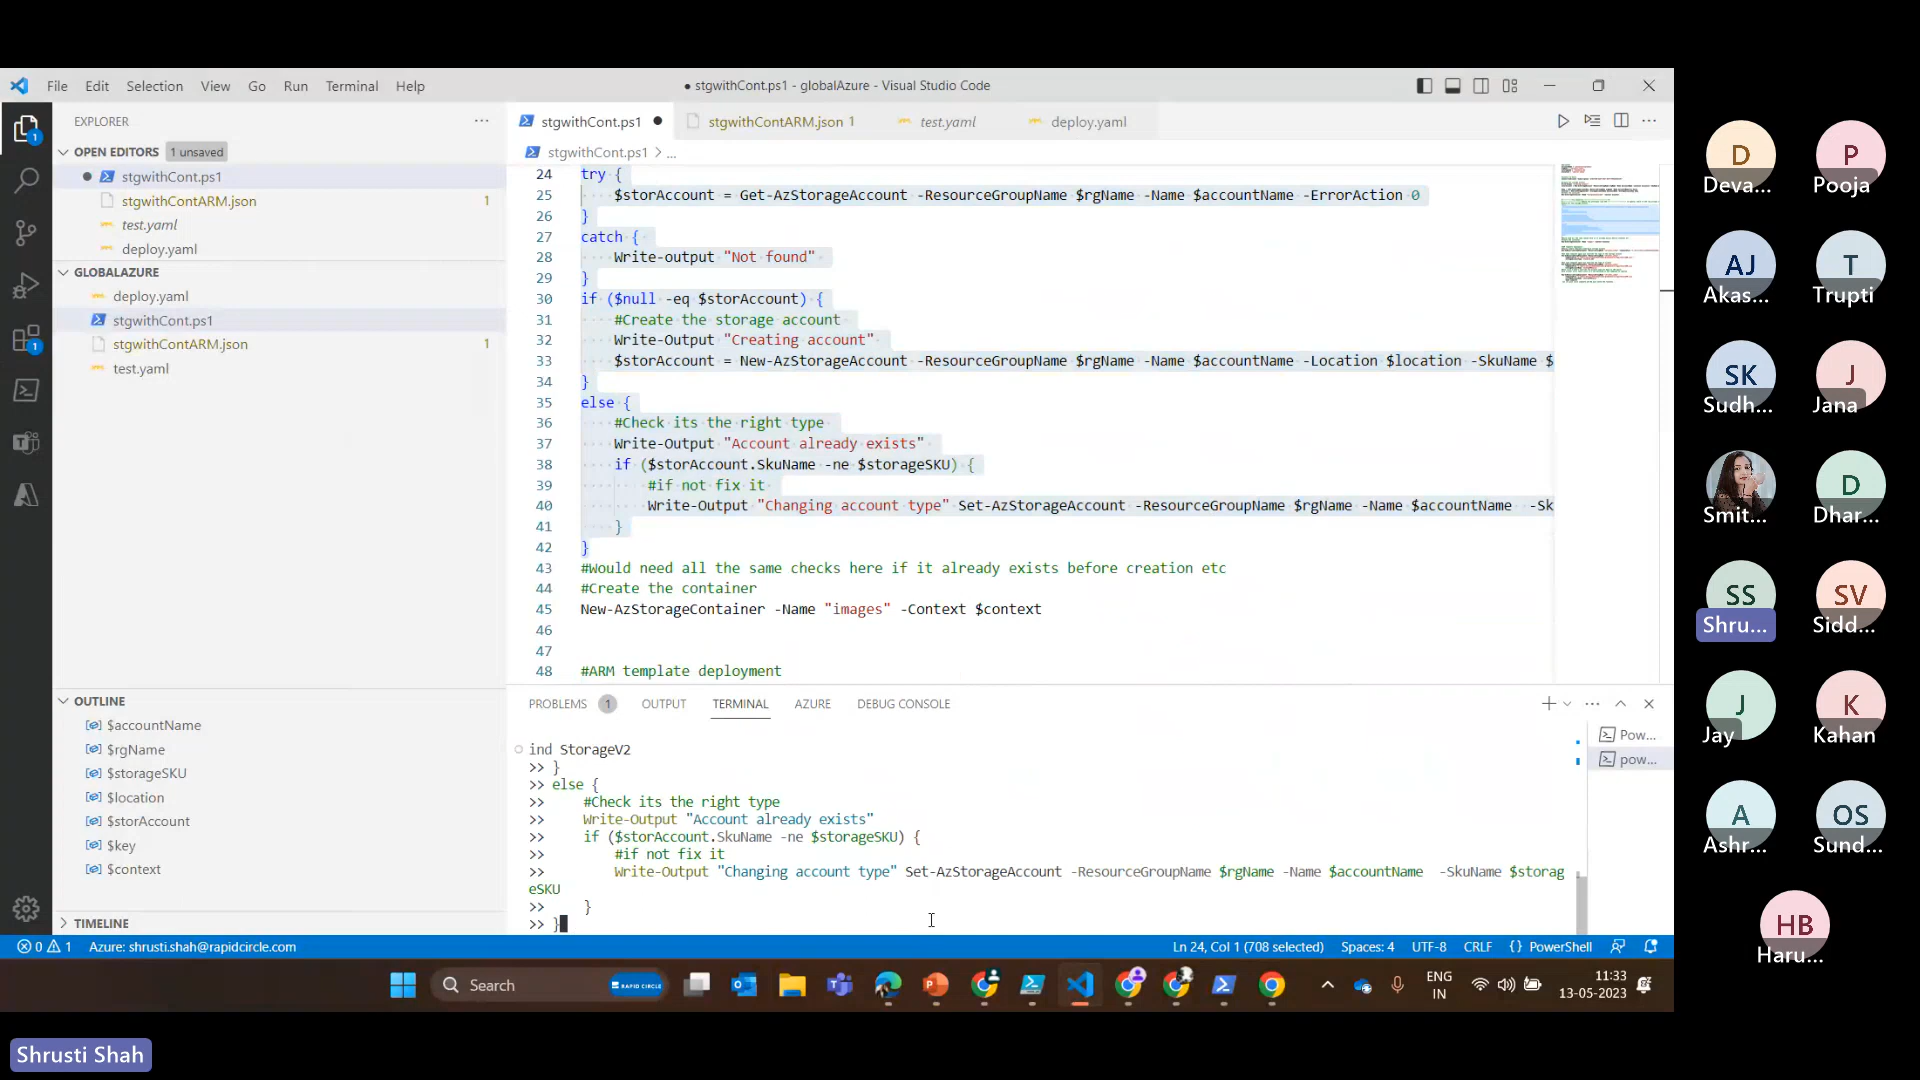 File Edit Selection View Go Run Terminal Help
● stgwithCont.ps1 - globalAzure - Visual Studio Code
EXPLORER
OPEN EDITORS 1 unsaved
stgwithCont.ps1
stgwithContARM.json 1
test.yaml
deploy.yaml
GLOBALAZURE
deploy.yaml
stgwithCont.ps1
stgwithContARM.json 1
test.yaml
OUTLINE
$accountName
$rgName
$storageSKU
$location
$storAccount
$key
$context
TIMELINE
stgwithCont.ps1 ● stgwithContARM.json 1 test.yaml deploy.yaml
stgwithCont.ps1 > ...
24 try {
25 $storAccount = Get-AzStorageAccount -ResourceGroupName $rgName -Name $accountName -ErrorAction 0
26 }
27 catch {
28 Write-output "Not found"
29 }
30 if ($null -eq $storAccount) {
31 #Create the storage account
32 Write-Output "Creating account"
33 $storAccount = New-AzStorageAccount -ResourceGroupName $rgName -Name $accountName -Location $location -SkuName $
34 }
35 else {
36 #Check its the right type
37 Write-Output "Account already exists"
38 if ($storAccount.SkuName -ne $storageSKU) {
39 #if not fix it
40 Write-Output "Changing account type" Set-AzStorageAccount -ResourceGroupName $rgName -Name $accountName -Sk
41 }
42 }
43 #Would need all the same checks here if it already exists before creation etc
44 #Create the container
45 New-AzStorageContainer -Name "images" -Context $context
46
47
48 #ARM template deployment
PROBLEMS 1 OUTPUT TERMINAL AZURE DEBUG CONSOLE
ind StorageV2
>> }
>> else {
>> #Check its the right type
>> Write-Output "Account already exists"
>> if ($storAccount.SkuName -ne $storageSKU) {
>> #if not fix it
>> Write-Output "Changing account type" Set-AzStorageAccount -ResourceGroupName $rgName -Name $accountName -SkuName $storag
eSKU
>> }
>> }
Pow...
pow...
0 1 Azure: shrusti.shah@rapidcircle.com
Ln 24, Col 1 (708 selected) Spaces: 4 UTF-8 CRLF {} PowerShell
Search RAPID CIRCLE
ENG
IN
11:33
13-05-2023
D
Deva...
P
Pooja
AJ
Akas...
T
Trupti
SK
Sudh...
J
Jana
Smit...
D
Dhar...
SS
Shru...
SV
Sidd...
J
Jay
K
Kahan
A
Ashr...
OS
Sund...
HB
Haru...
Shrusti Shah